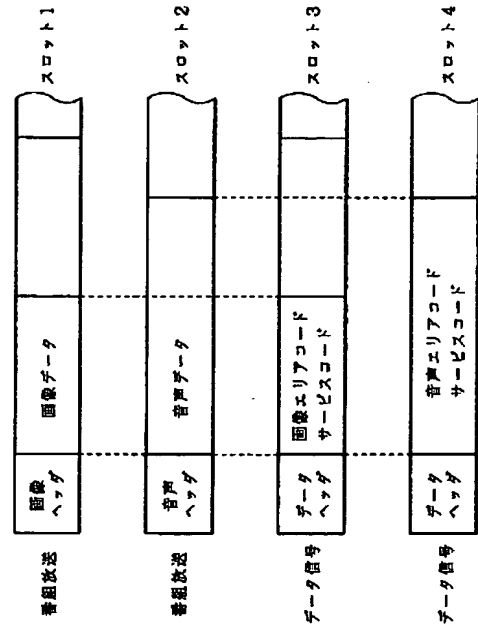 番組放送
画像
ヘッダ
画像データ
スロット1
番組放送
音声
ヘッダ
音声データ
スロット2
データ信号
データ
ヘッダ
画像エリアコード
サービスコード
スロット3
データ信号
データ
ヘッダ
音声エリアコード
サービスコード
スロット4